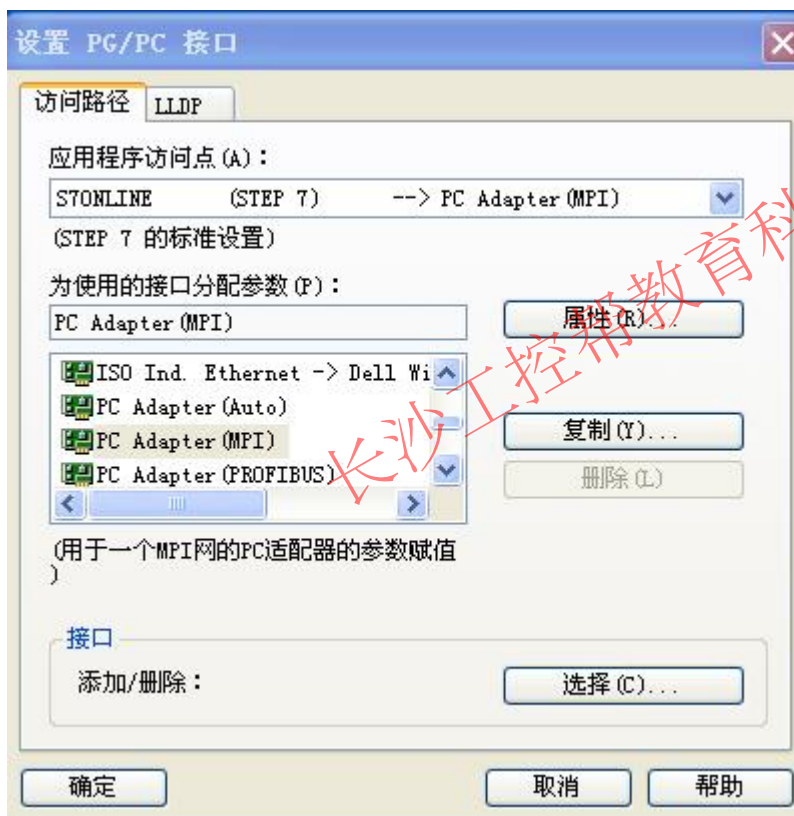 设置 PG/PC 接口
访问路径 LLDP
应用程序访问点(A):
S7ONLINE (STEP 7) --> PC Adapter(MPI)
(STEP 7 的标准设置)
为使用的接口分配参数(P):
PC Adapter(MPI)
属性(R)...
ISO Ind. Ethernet -> Dell Wi
PC Adapter(Auto)
PC Adapter(MPI)
PC Adapter(PROFIBUS)
复制(Y)...
删除(L)
(用于一个MPI网的PC适配器的参数赋值
)
接口
添加/删除:
选择(C)...
确定 取消 帮助
长沙工控帮教育科